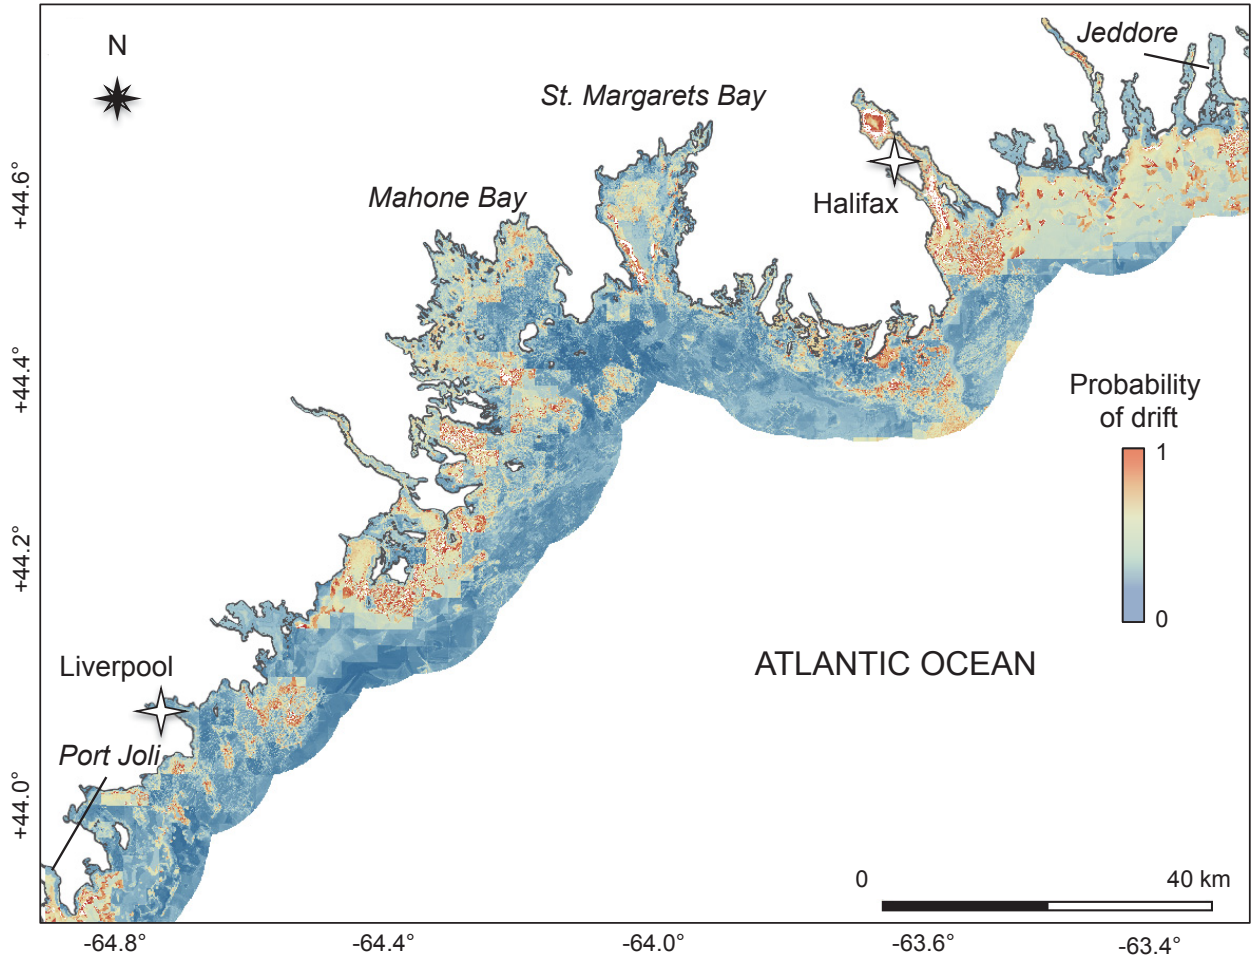 N
Jeddore
St. Margarets Bay
Mahone Bay
Halifax
Probability
of drift
1
0
ATLANTIC OCEAN
Liverpool
Port Joli
0
40 km
+44.6°
+44.4°
+44.2°
+44.0°
-64.8°
-64.4°
-64.0°
-63.6°
-63.4°